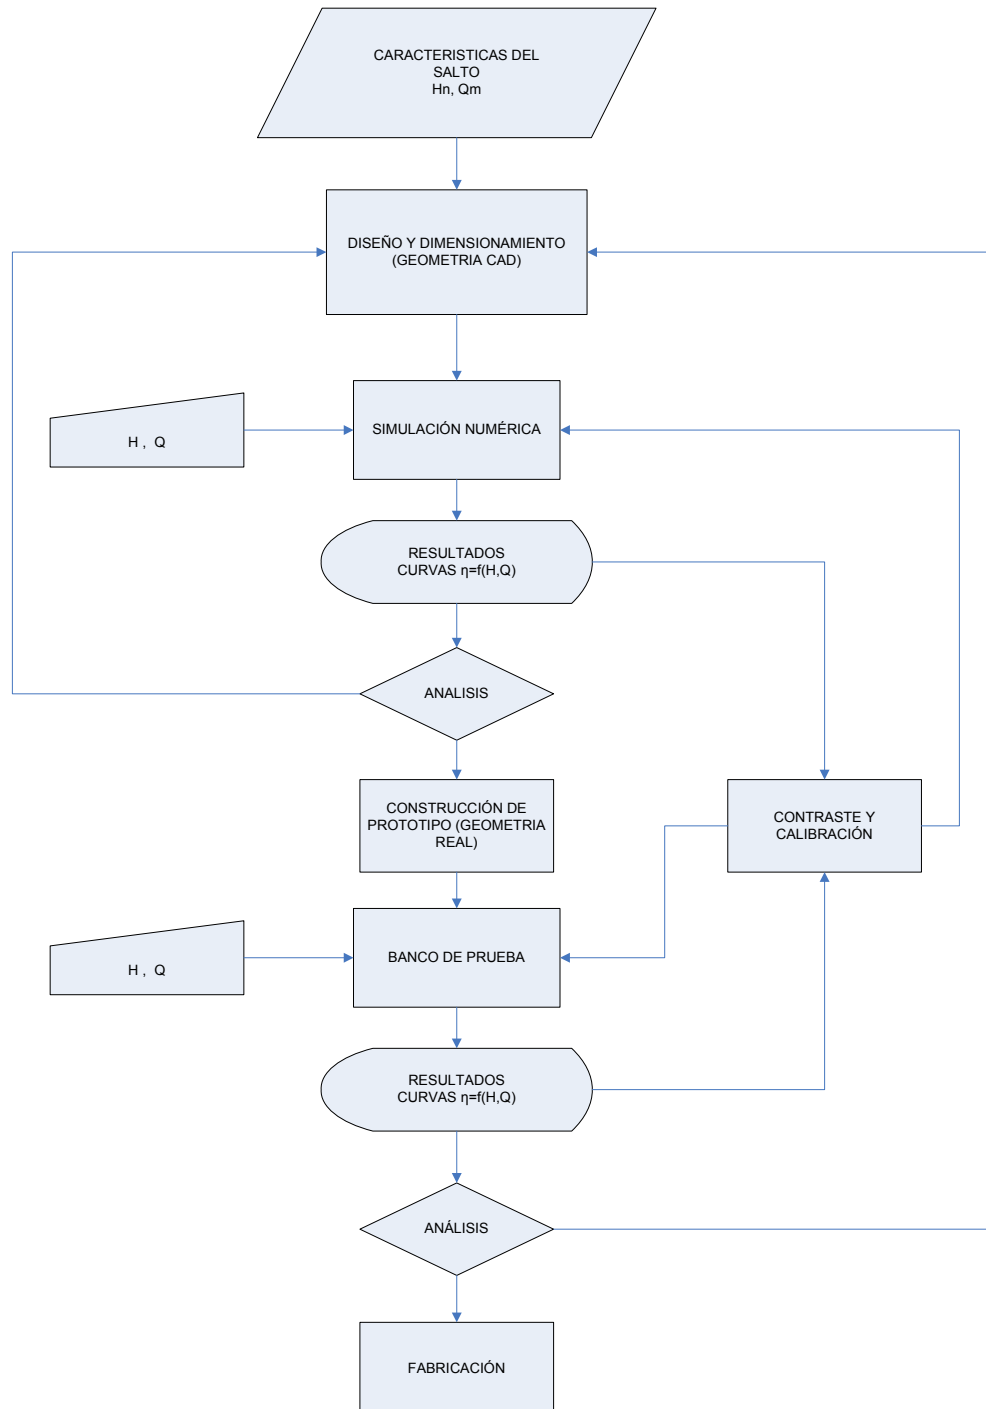 CARACTERISTICAS DEL
SALTO
Hn, Qm
DISEÑO Y DIMENSIONAMIENTO
(GEOMETRIA CAD)
SIMULACIÓN NUMÉRICA
H , Q
RESULTADOS
CURVAS η=f(H,Q)
ANALISIS
CONSTRUCCIÓN DE
PROTOTIPO (GEOMETRIA
REAL)
CONTRASTE Y
CALIBRACIÓN
BANCO DE PRUEBA
H , Q
RESULTADOS
CURVAS η=f(H,Q)
ANÁLISIS
FABRICACIÓN